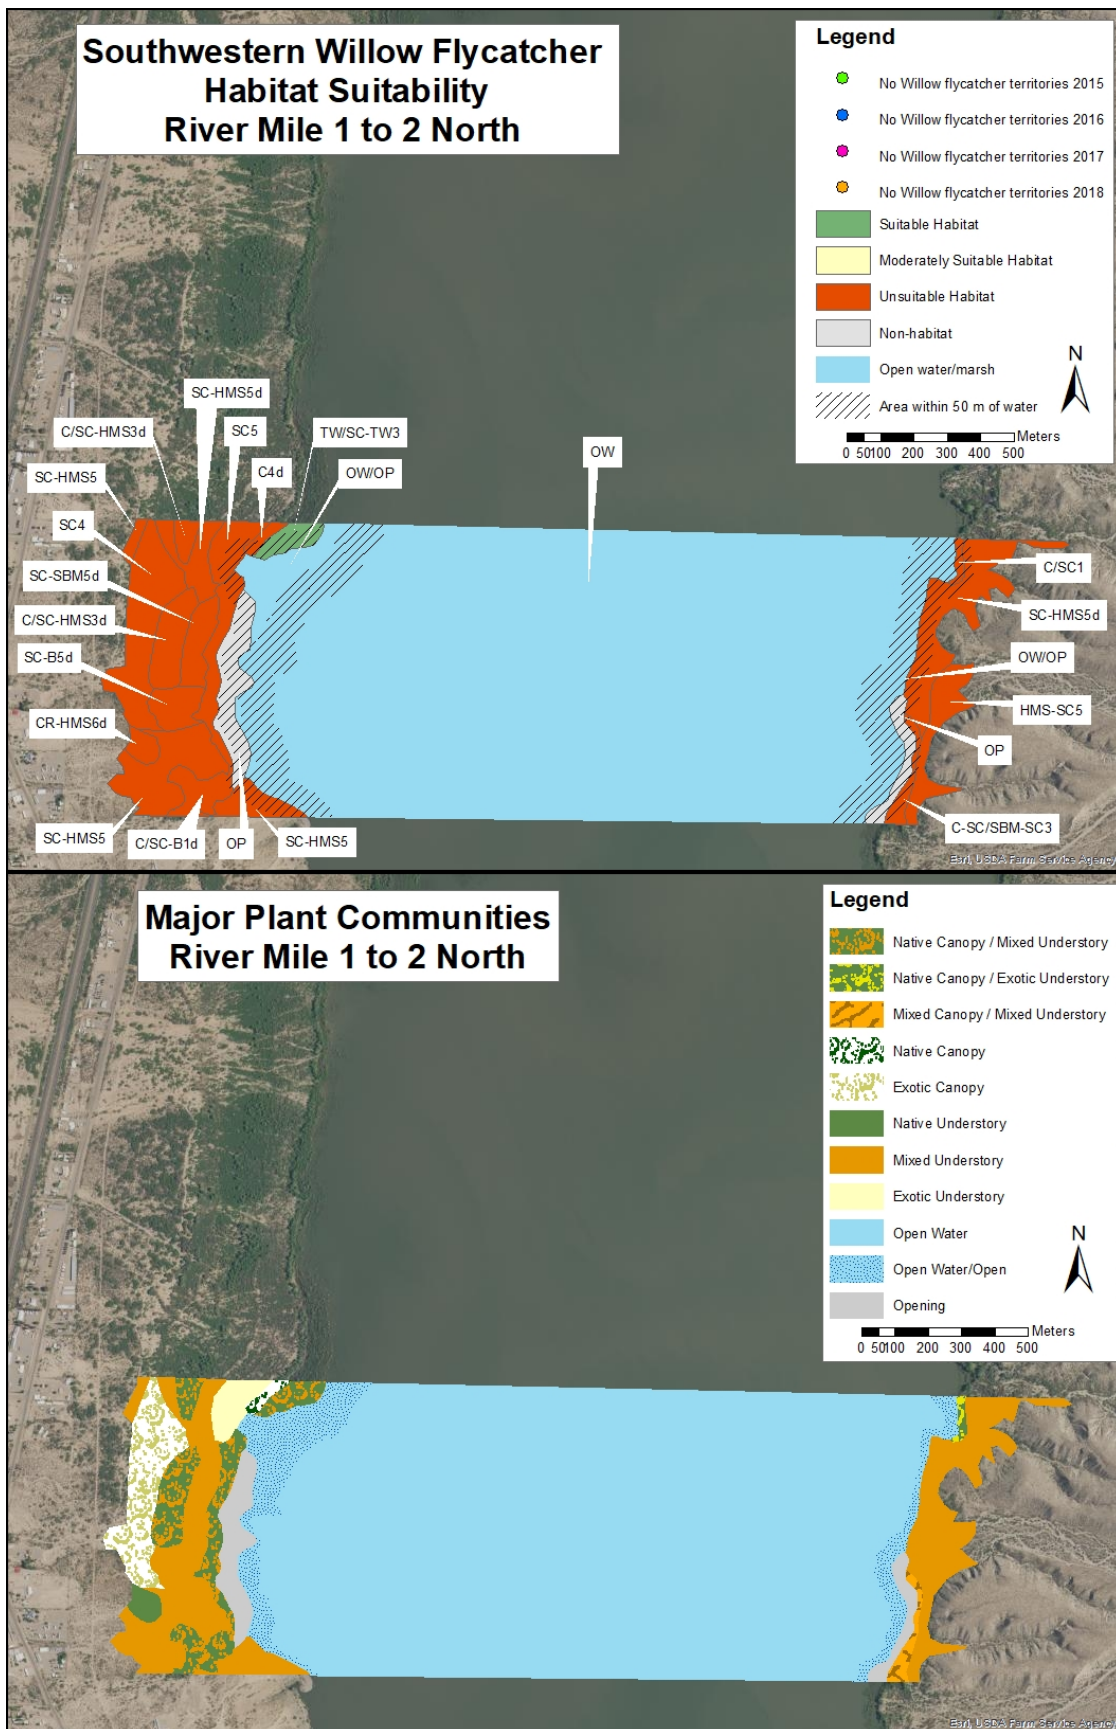 Southwestern Willow Flycatcher
Habitat Suitability
River Mile 1 to 2 North
Legend
No Willow flycatcher territories 2015
No Willow flycatcher territories 2016
No Willow flycatcher territories 2017
No Willow flycatcher territories 2018
Suitable Habitat
Moderately Suitable Habitat
Unsuitable Habitat
Non-habitat
Open water/marsh
Area within 50 m of water
N
Meters
0 50100 200 300 400 500
SC-HMS5d
C/SC-HMS3d
SC5
TW/SC-TW3
C4d
OW/OP
OW
SC-HMS5
SC4
SC-SBM5d
C/SC-HMS3d
SC-B5d
CR-HMS6d
SC-HMS5
C/SC-B1d
OP
SC-HMS5
C/SC1
SC-HMS5d
OW/OP
HMS-SC5
OP
C-SC/SBM-SC3
Esri, USDA Farm Service Agency
Major Plant Communities
River Mile 1 to 2 North
Legend
Native Canopy / Mixed Understory
Native Canopy / Exotic Understory
Mixed Canopy / Mixed Understory
Native Canopy
Exotic Canopy
Native Understory
Mixed Understory
Exotic Understory
Open Water
Open Water/Open
Opening
N
Meters
0 50100 200 300 400 500
Esri, USDA Farm Service Agency